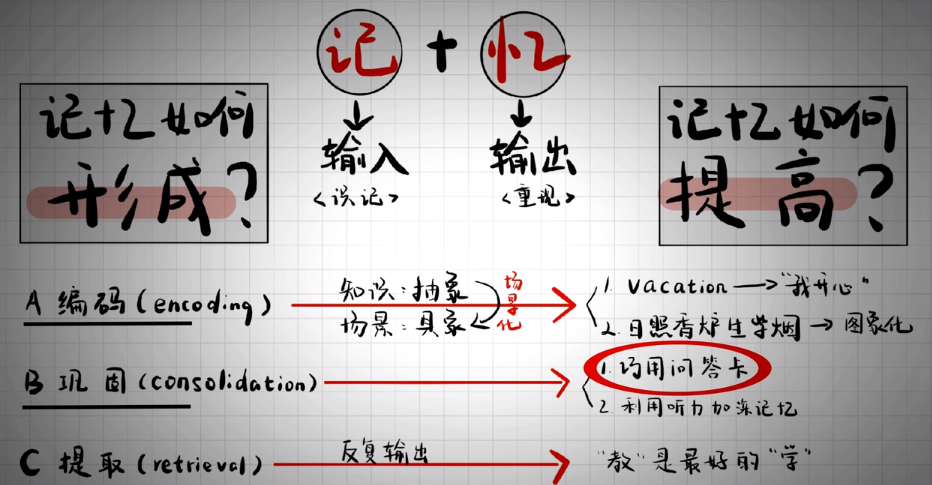 记 + 忆
记忆如何
形成?
输入
<识记>
输出
<重现>
记忆如何
提高?
A 编码(encoding)
知识:抽象
场景:具象
场景化
1. vacation → "我开心"
2. 日照香炉生紫烟 → 图象化
B 巩固(consolidation)
1. 巧用问答卡
2. 利用听力加深记忆
C 提取(retrieval)
反复输出
"教"是最好的"学"